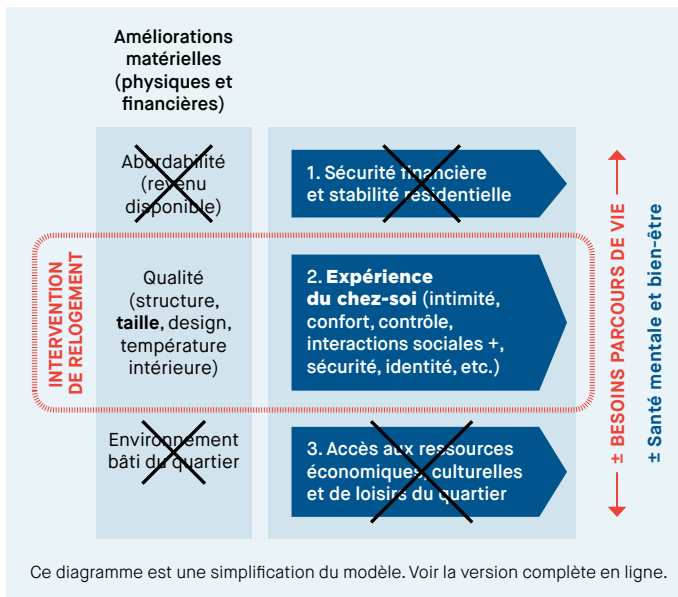 Améliorations
matérielles
(physiques et
financières)
Abordabilité
(revenu
disponible)
1. Sécurité financière
et stabilité résidentielle
INTERVENTION
DE RELOGEMENT
Qualité
(structure,
taille, design,
température
intérieure)
2. Expérience
du chez-soi (intimité,
confort, contrôle,
interactions sociales +,
sécurité, identité, etc.)
Environnement
bâti du quartier
3. Accès aux ressources
économiques, culturelles
et de loisirs du quartier
± BESOINS PARCOURS DE VIE
± Santé mentale et bien-être
Ce diagramme est une simplification du modèle. Voir la version complète en ligne.